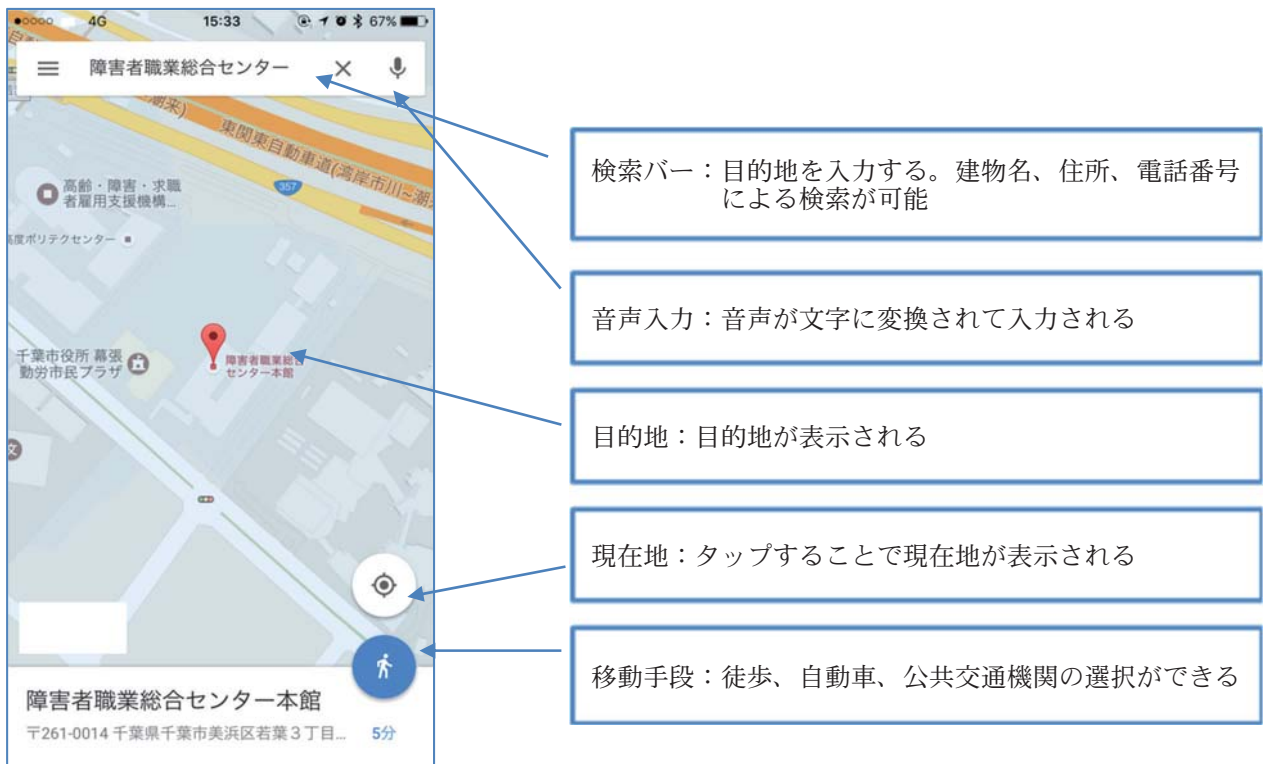 4G 15:33 67%
障害者職業総合センター
潮来)
東関東自動車道(湾岸市川~潮
357
高齢・障害・求職
者雇用支援機構...
度ポリテクセンター
千葉市役所 幕張
勤労市民プラザ
障害者職業総合
センター本館
文
障害者職業総合センター本館
〒261-0014 千葉県千葉市美浜区若葉3丁目... 5分
検索バー：目的地を入力する。建物名、住所、電話番号
による検索が可能
音声入力：音声が文字に変換されて入力される
目的地：目的地が表示される
現在地：タップすることで現在地が表示される
移動手段：徒歩、自動車、公共交通機関の選択ができる